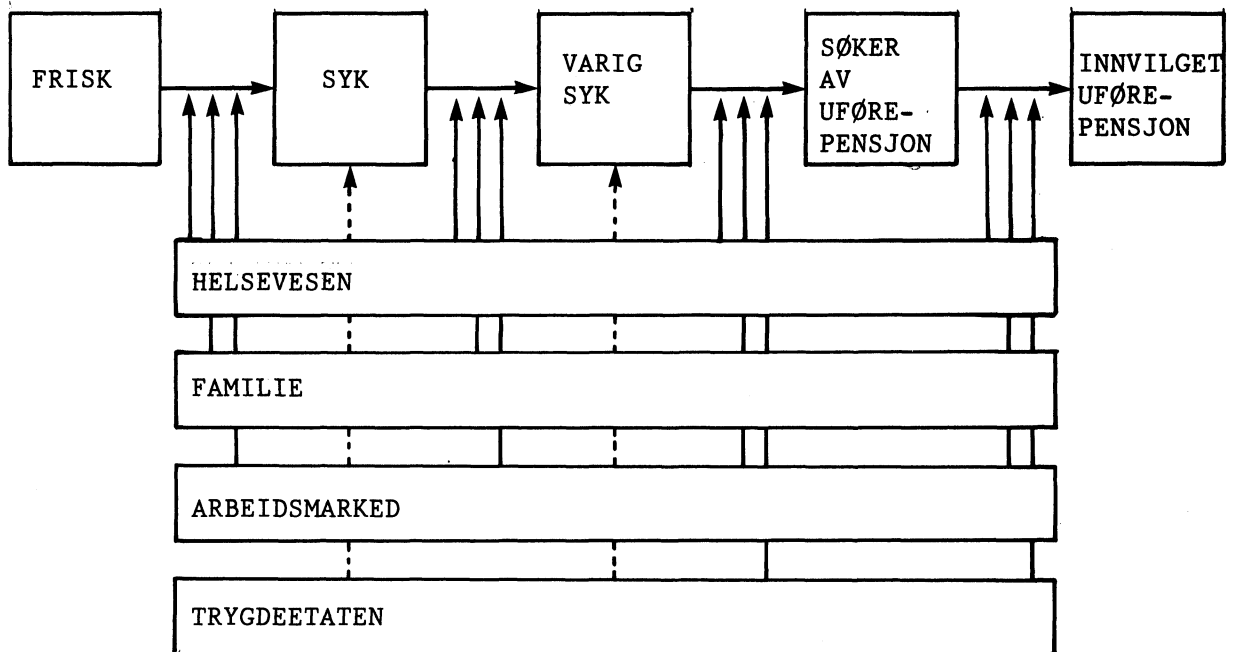 FRISK
SYK
VARIG
SYK
SØKER
AV
UFØRE-
PENSJON
INNVILGET
UFØRE-
PENSJON
HELSEVESEN
FAMILIE
ARBEIDSMARKED
TRYGDEETATEN